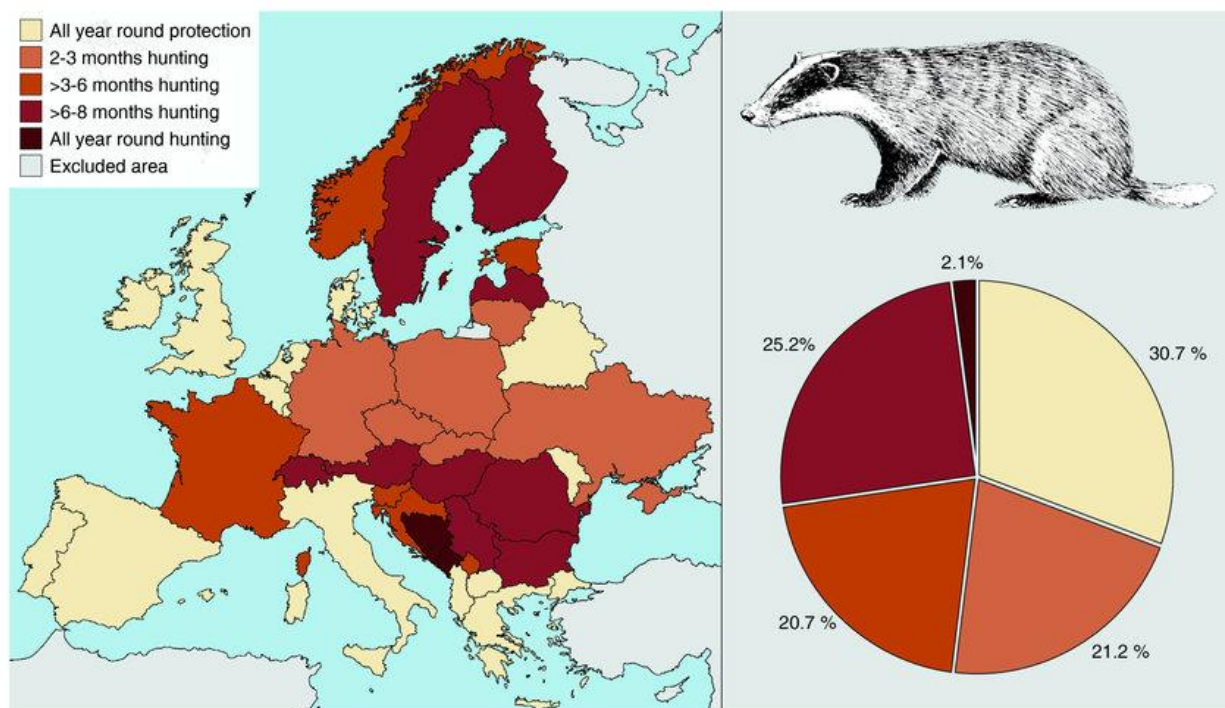 All year round protection
2-3 months hunting
>3-6 months hunting
>6-8 months hunting
All year round hunting
Excluded area
2.1%
25.2%
30.7 %
20.7 %
21.2 %